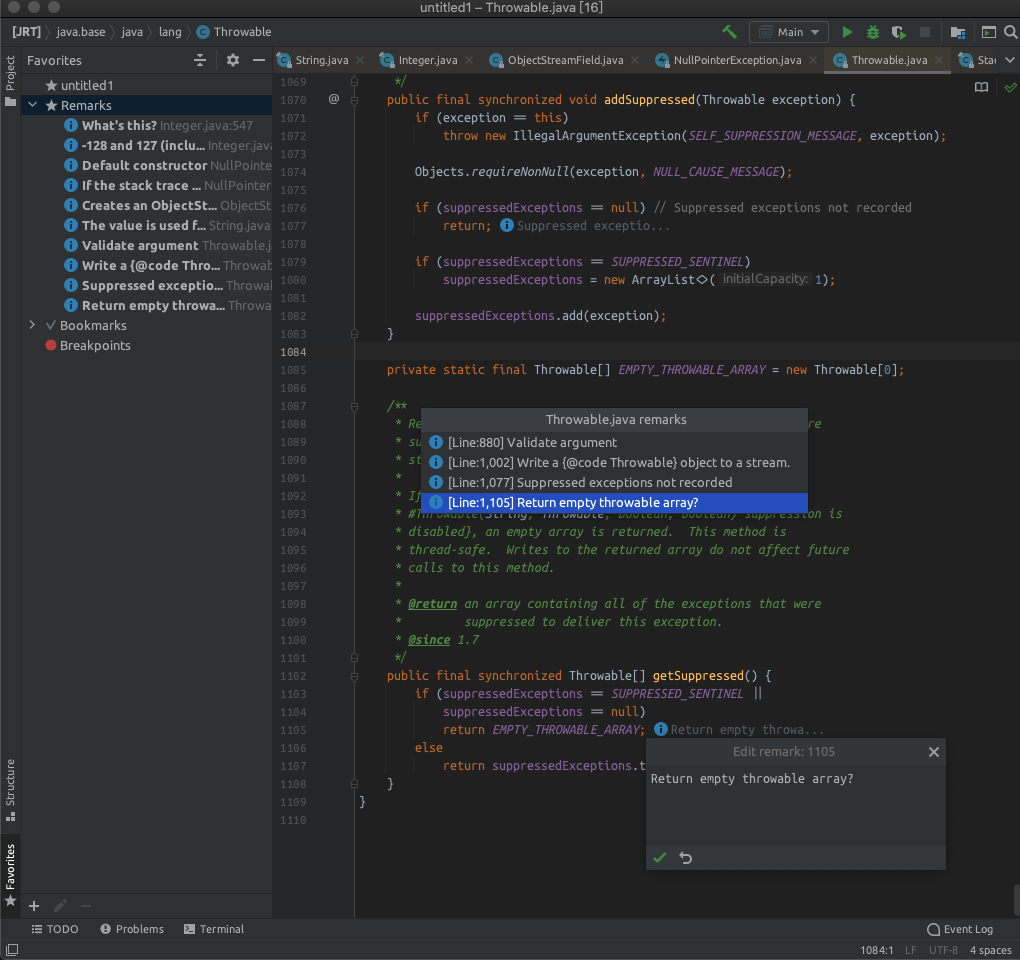 untitled1 – Throwable.java [16]
[JRT] java.base java lang Throwable Main
Project
Favorites
String.java Integer.java ObjectStreamField.java NullPointerException.java Throwable.java Stac
untitled1
Remarks
What's this? Integer.java:547
-128 and 127 (inclu... Integer.java
Default constructor NullPointe
If the stack trace ... NullPointer
Creates an ObjectSt... ObjectSt
The value is used f... String.java
Validate argument Throwable.j
Write a {@code Thro... Throwab
Suppressed exceptio... Throwal
Return empty throwa... Throwa
Bookmarks
Breakpoints
1069 */
1070 @ public final synchronized void addSuppressed(Throwable exception) {
1071 if (exception == this)
1072 throw new IllegalArgumentException(SELF_SUPPRESSION_MESSAGE, exception);
1073
1074 Objects.requireNonNull(exception, NULL_CAUSE_MESSAGE);
1075
1076 if (suppressedExceptions == null) // Suppressed exceptions not recorded
1077 return; Suppressed exceptio...
1078
1079 if (suppressedExceptions == SUPPRESSED_SENTINEL)
1080 suppressedExceptions = new ArrayList<>( initialCapacity: 1);
1081
1082 suppressedExceptions.add(exception);
1083 }
1084
1085 private static final Throwable[] EMPTY_THROWABLE_ARRAY = new Throwable[0];
1086
1087 /**
Throwable.java remarks
1088 * Re re
1089 * su
[Line:880] Validate argument
1090 * st
[Line:1,002] Write a {@code Throwable} object to a stream.
1091 *
[Line:1,077] Suppressed exceptions not recorded
1092 * If
[Line:1,105] Return empty throwable array?
1093 * #Throwable(String, Throwable, boolean, boolean) suppression is
1094 * disabled}, an empty array is returned. This method is
1095 * thread-safe. Writes to the returned array do not affect future
1096 * calls to this method.
1097 *
1098 * @return an array containing all of the exceptions that were
1099 * suppressed to deliver this exception.
1100 * @since 1.7
1101 */
1102 public final synchronized Throwable[] getSuppressed() {
1103 if (suppressedExceptions == SUPPRESSED_SENTINEL ||
1104 suppressedExceptions == null)
1105 return EMPTY_THROWABLE_ARRAY; Return empty throwa...
1106 else
1107 return suppressedExceptions.t
1108 }
1109 }
1110
Edit remark: 1105
Return empty throwable array?
Structure
Favorites
TODO Problems Terminal Event Log
1084:1 LF UTF-8 4 spaces